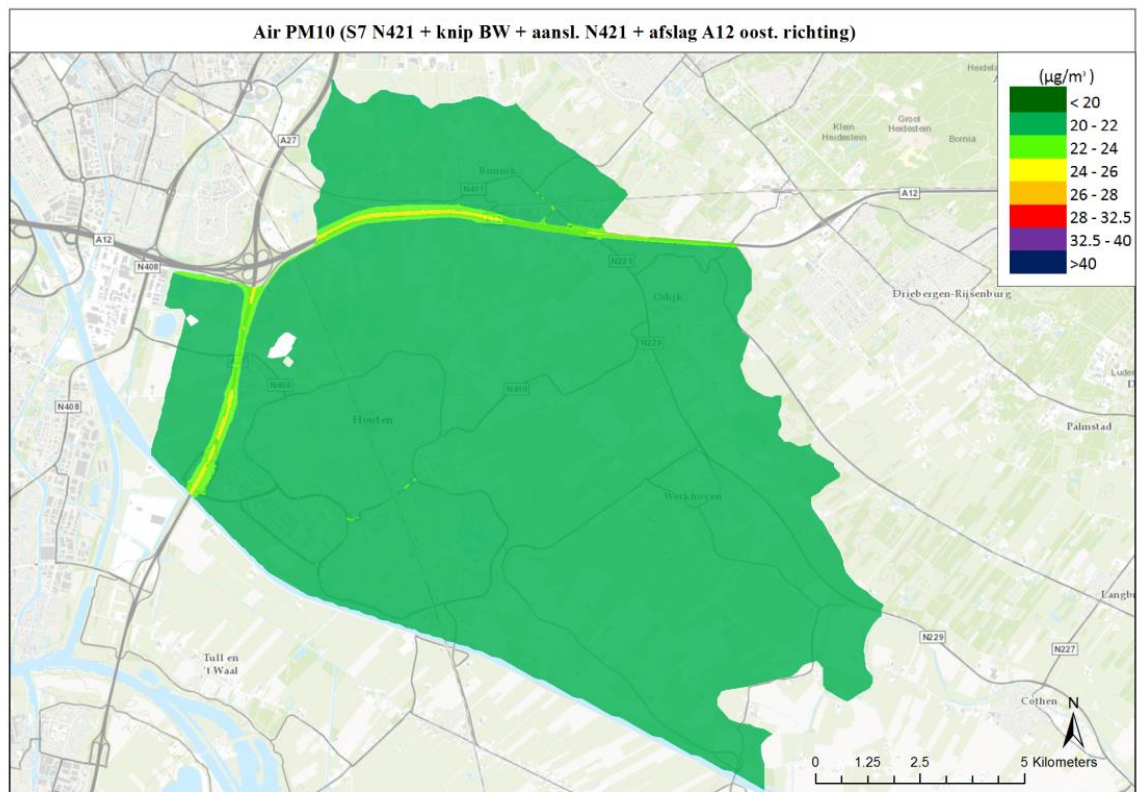 Air PM10 (S7 N421 + knip BW + aansl. N421 + afslag A12 oost. richting)
(µg/m³)
< 20
20 - 22
22 - 24
24 - 26
26 - 28
28 - 32.5
32.5 - 40
>40
Klein
Heidestein
Groot
Heidestein
Bornia
A27
Bunnik
N411
A12
A12
N408
N229
Driebergen-Rijsenburg
Odijk
N229
N409
N410
N408
Houten
Palmstad
Werkhoven
Tull en
't Waal
N229
N227
Cothen
N
0 1.25 2.5 5 Kilometers